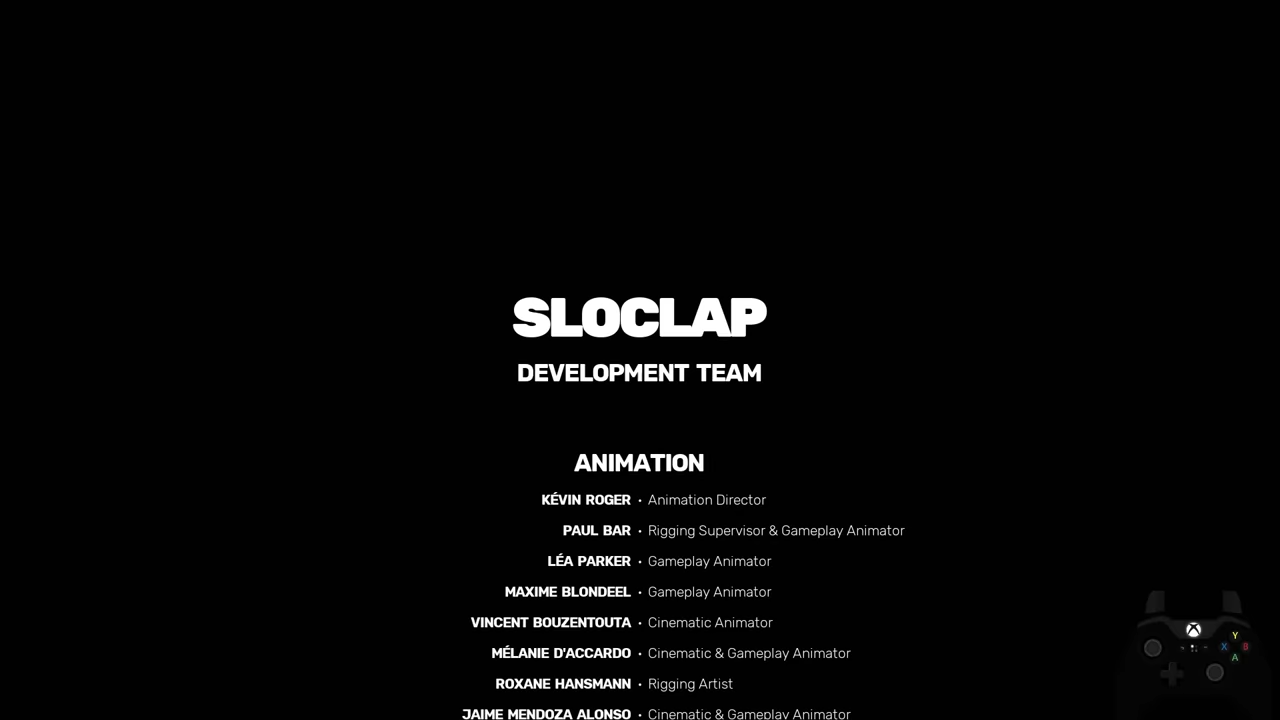 SLOCLAP
DEVELOPMENT TEAM
ANIMATION
KÉVIN ROGER • Animation Director
PAUL BAR • Rigging Supervisor & Gameplay Animator
LÉA PARKER • Gameplay Animator
MAXIME BLONDEEL • Gameplay Animator
VINCENT BOUZENTOUTA • Cinematic Animator
MÉLANIE D'ACCARDO • Cinematic & Gameplay Animator
ROXANE HANSMANN • Rigging Artist
JAIME MENDOZA ALONSO • Cinematic & Gameplay Animator
Y
X B
A